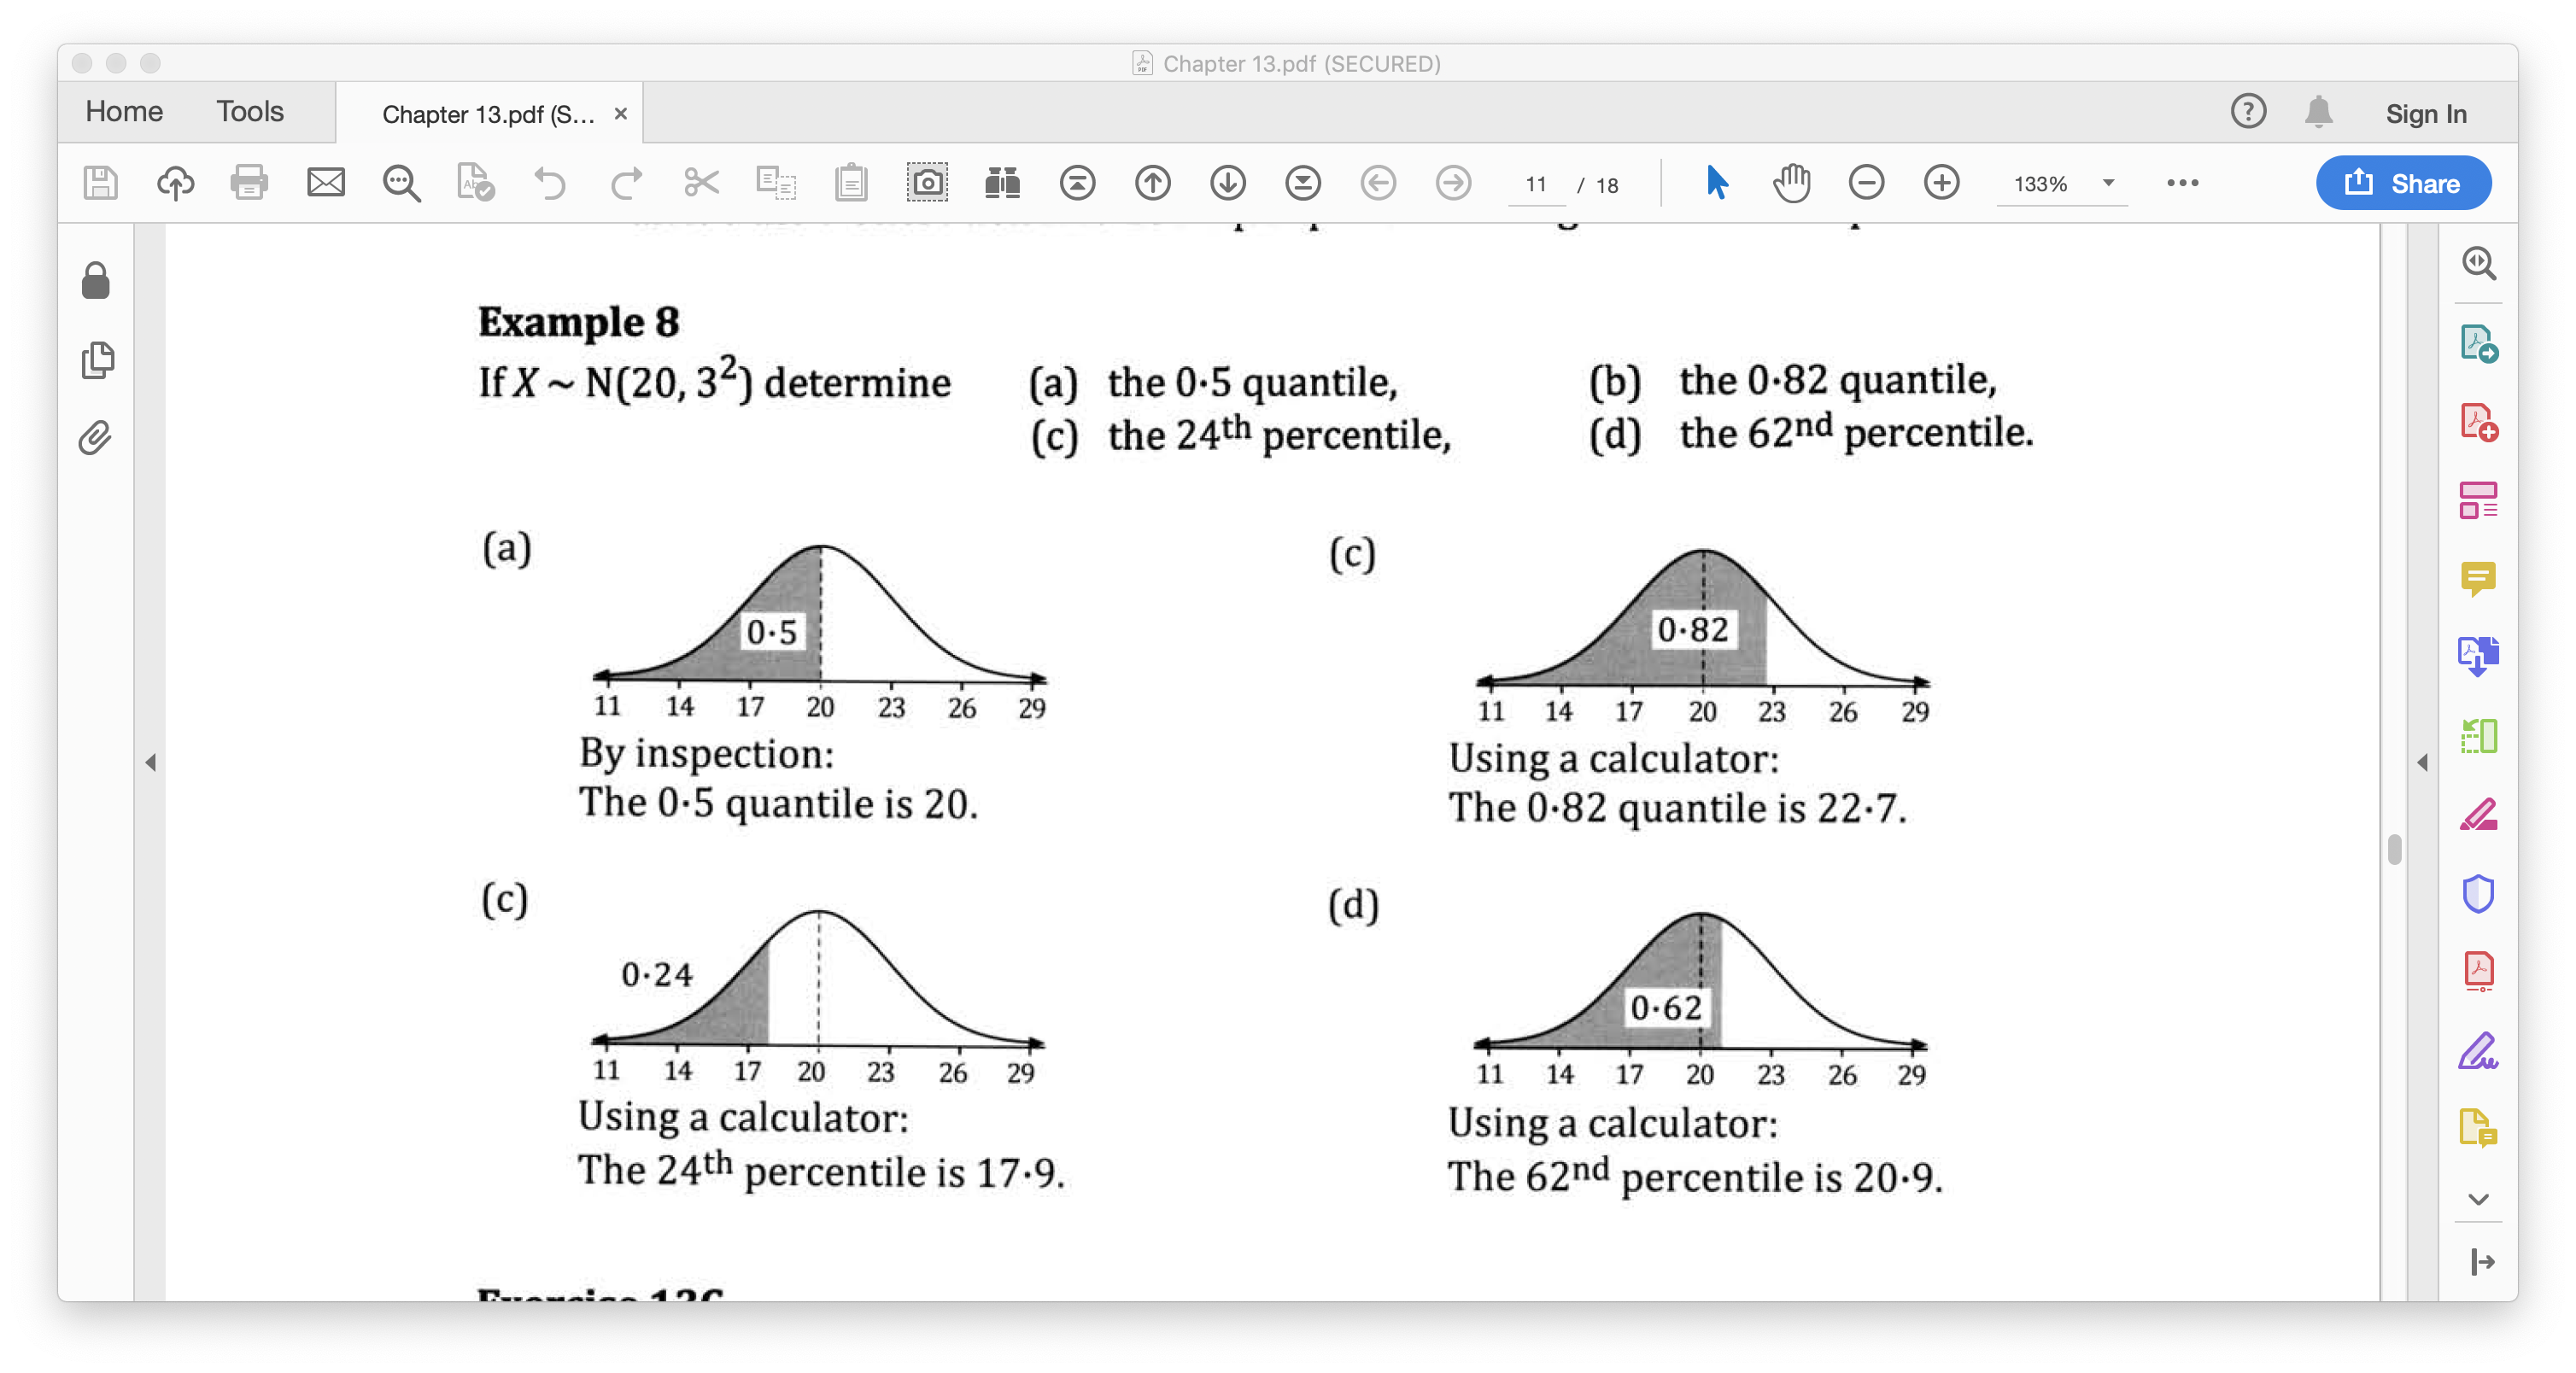 Chapter 13.pdf (SECURED)
Home Tools Chapter 13.pdf (S... × Sign In
11 / 18 133% Share
Example 8
If X ~ N(20, 3²) determine (a) the 0·5 quantile, (b) the 0·82 quantile,
(c) the 24th percentile, (d) the 62nd percentile.
(a)
0·5
11 14 17 20 23 26 29
By inspection:
The 0·5 quantile is 20.
(c)
0·82
11 14 17 20 23 26 29
Using a calculator:
The 0·82 quantile is 22·7.
(c)
0·24
11 14 17 20 23 26 29
Using a calculator:
The 24th percentile is 17·9.
(d)
0·62
11 14 17 20 23 26 29
Using a calculator:
The 62nd percentile is 20·9.